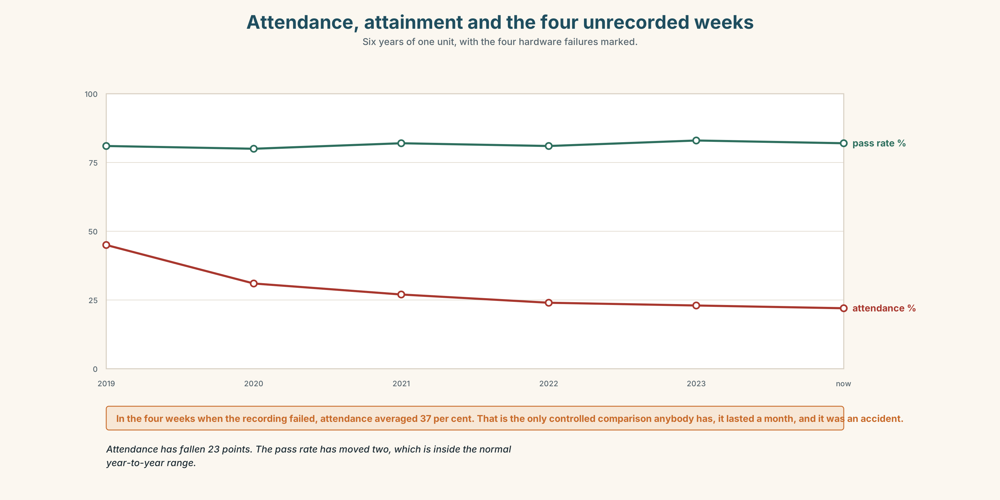 Attendance, attainment and the four unrecorded weeks
Six years of one unit, with the four hardware failures marked.
100
75
50
25
0
pass rate %
attendance %
2019
2020
2021
2022
2023
now
In the four weeks when the recording failed, attendance averaged 37 per cent. That is the only controlled comparison anybody has, it lasted a month, and it was an accident.
Attendance has fallen 23 points. The pass rate has moved two, which is inside the normal
year-to-year range.